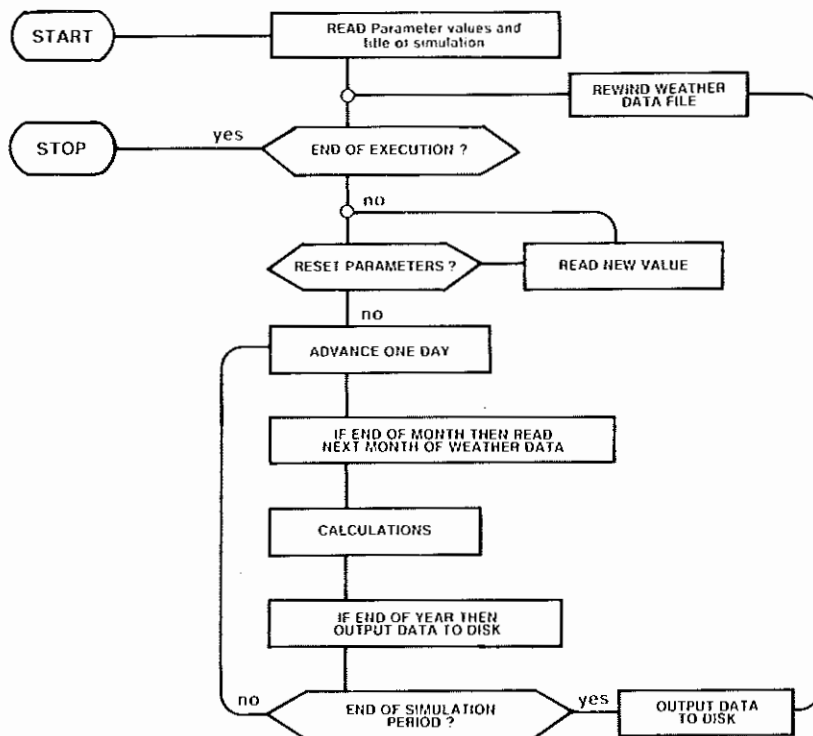 START
READ Parameter values and
title of simulation
REWIND WEATHER
DATA FILE
STOP
yes
END OF EXECUTION ?
no
RESET PARAMETERS ?
READ NEW VALUE
no
ADVANCE ONE DAY
IF END OF MONTH THEN READ
NEXT MONTH OF WEATHER DATA
CALCULATIONS
IF END OF YEAR THEN
OUTPUT DATA TO DISK
no
END OF SIMULATION
PERIOD ?
yes
OUTPUT DATA
TO DISK